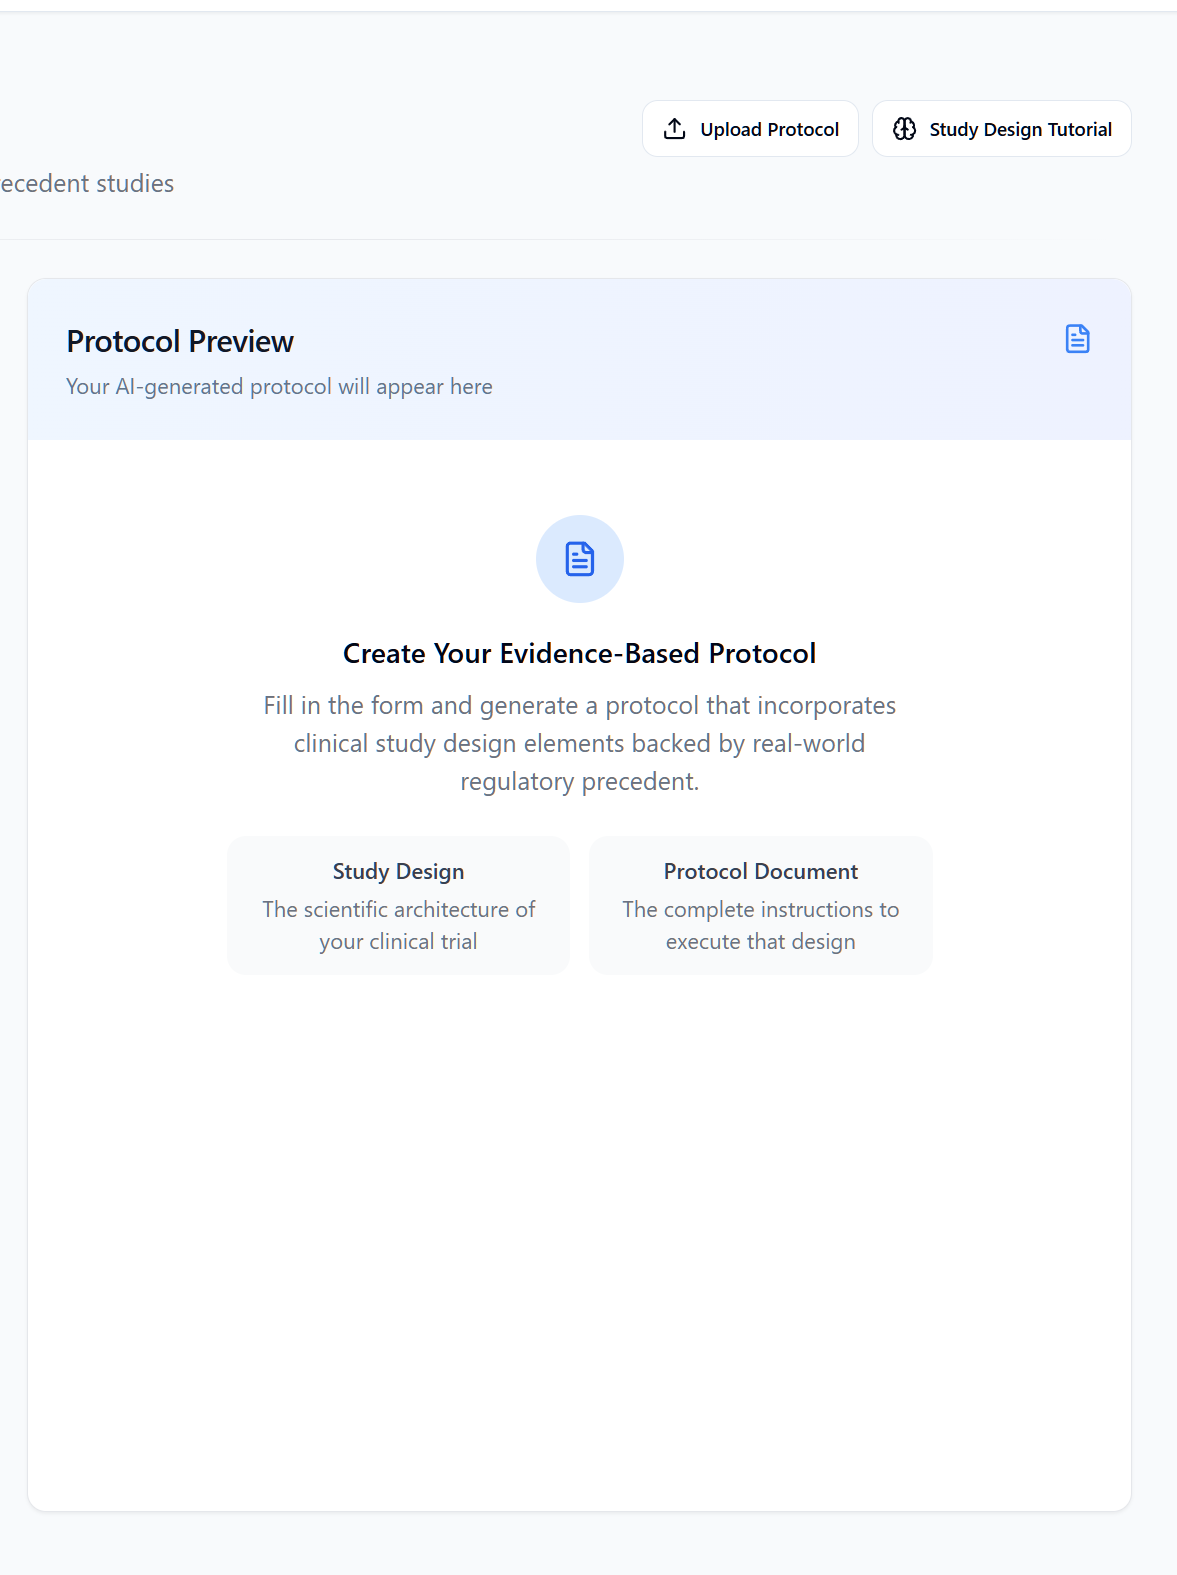 Upload Protocol
Study Design Tutorial
ecedent studies
Protocol Preview
Your AI-generated protocol will appear here
Create Your Evidence-Based Protocol
Fill in the form and generate a protocol that incorporates
clinical study design elements backed by real-world
regulatory precedent.
Study Design
The scientific architecture of
your clinical trial
Protocol Document
The complete instructions to
execute that design